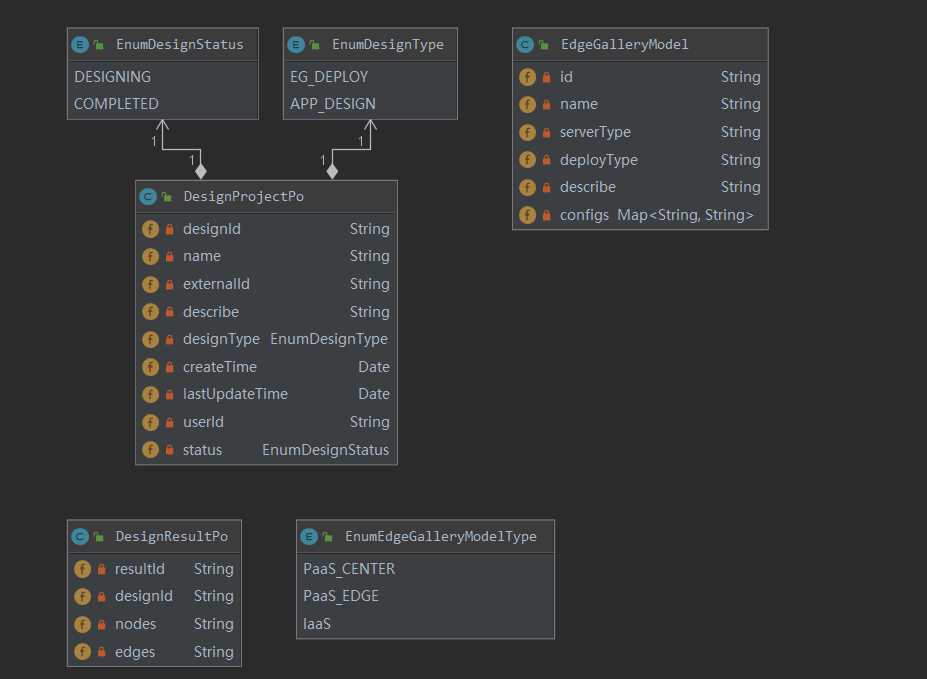 E EnumDesignStatus
DESIGNING
COMPLETED
E EnumDesignType
EG_DEPLOY
APP_DESIGN
C EdgeGalleryModel
f id String
f name String
f serverType String
f deployType String
f describe String
f configs Map<String, String>
1
1
1
1
C DesignProjectPo
f designId String
f name String
f externalId String
f describe String
f designType EnumDesignType
f createTime Date
f lastUpdateTime Date
f userId String
f status EnumDesignStatus
C DesignResultPo
f resultId String
f designId String
f nodes String
f edges String
E EnumEdgeGalleryModelType
PaaS_CENTER
PaaS_EDGE
IaaS